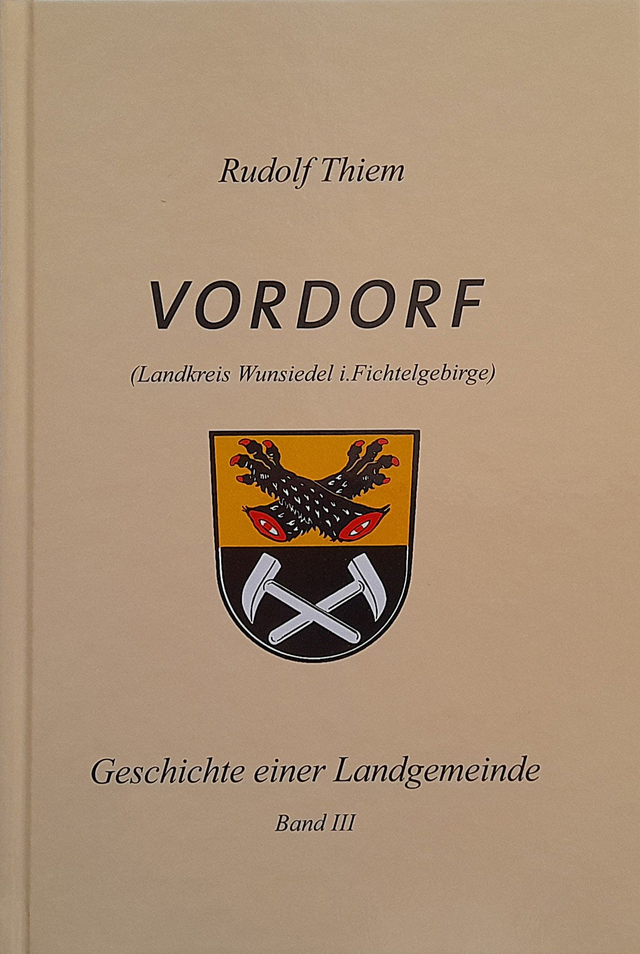 Rudolf Thiem
VORDORF
(Landkreis Wunsiedel i.Fichtelgebirge)
Geschichte einer Landgemeinde
Band III